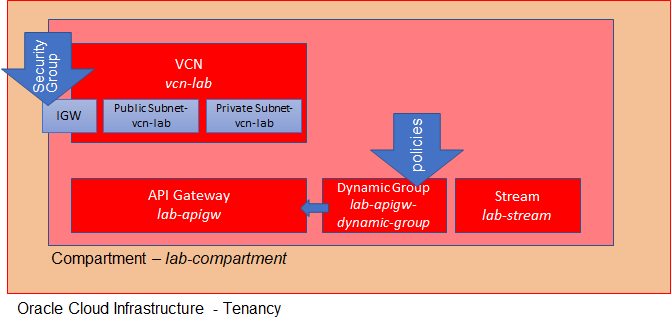 Security
Group
VCN
vcn-lab
IGW
Public Subnet-
vcn-lab
Private Subnet-
vcn-lab
policies
API Gateway
lab-apigw
Dynamic Group
lab-apigw-
dynamic-group
Stream
lab-stream
Compartment – lab-compartment
Oracle Cloud Infrastructure - Tenancy